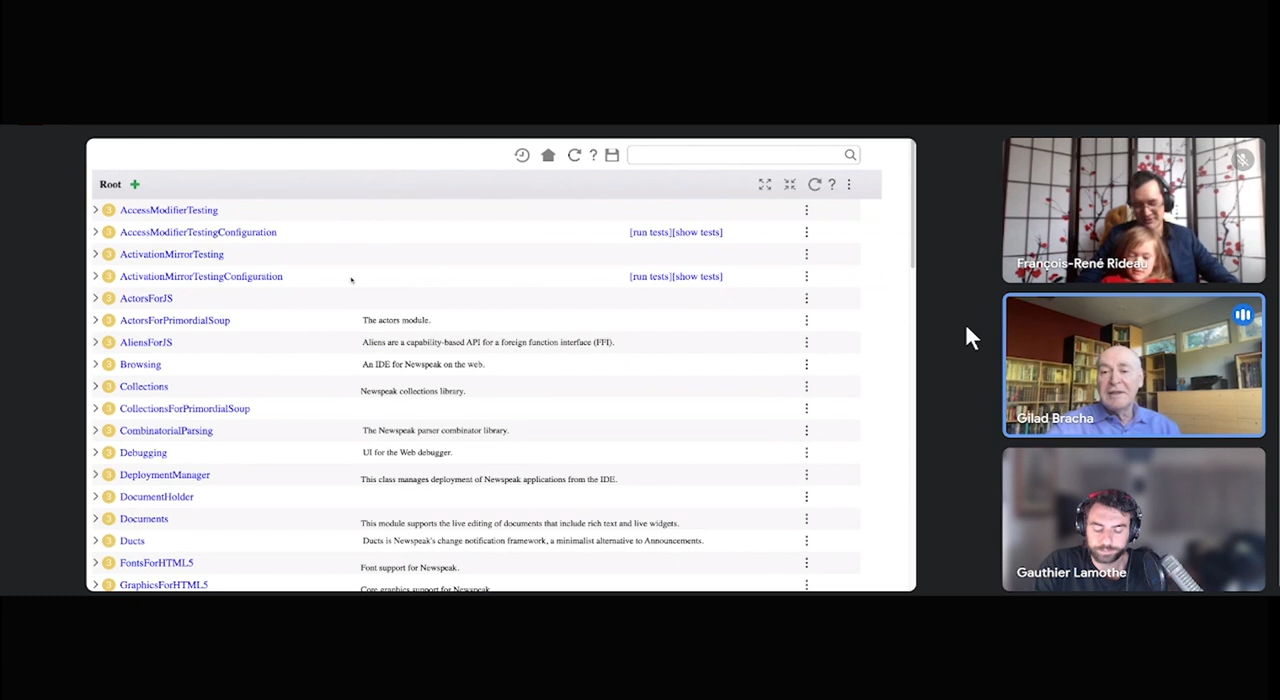 Root
AccessModifierTesting
AccessModifierTestingConfiguration [run tests][show tests]
ActivationMirrorTesting
ActivationMirrorTestingConfiguration [run tests][show tests]
ActorsForJS
ActorsForPrimordialSoup The actors module.
AliensForJS Aliens are a capability-based API for a foreign function interface (FFI).
Browsing An IDE for Newspeak on the web.
Collections Newspeak collections library.
CollectionsForPrimordialSoup
CombinatorialParsing The Newspeak parser combinator library.
Debugging UI for the Web debugger.
DeploymentManager This class manages deployment of Newspeak applications from the IDE.
DocumentHolder
Documents This module supports the live editing of documents that include rich text and live widgets.
Ducts Ducts is Newspeak's change notification framework, a minimalist alternative to Announcements.
FontsForHTML5 Font support for Newspeak.
GraphicsForHTML5 Core graphics support for Newspeak
François-René Rideau
Gilad Bracha
Gauthier Lamothe